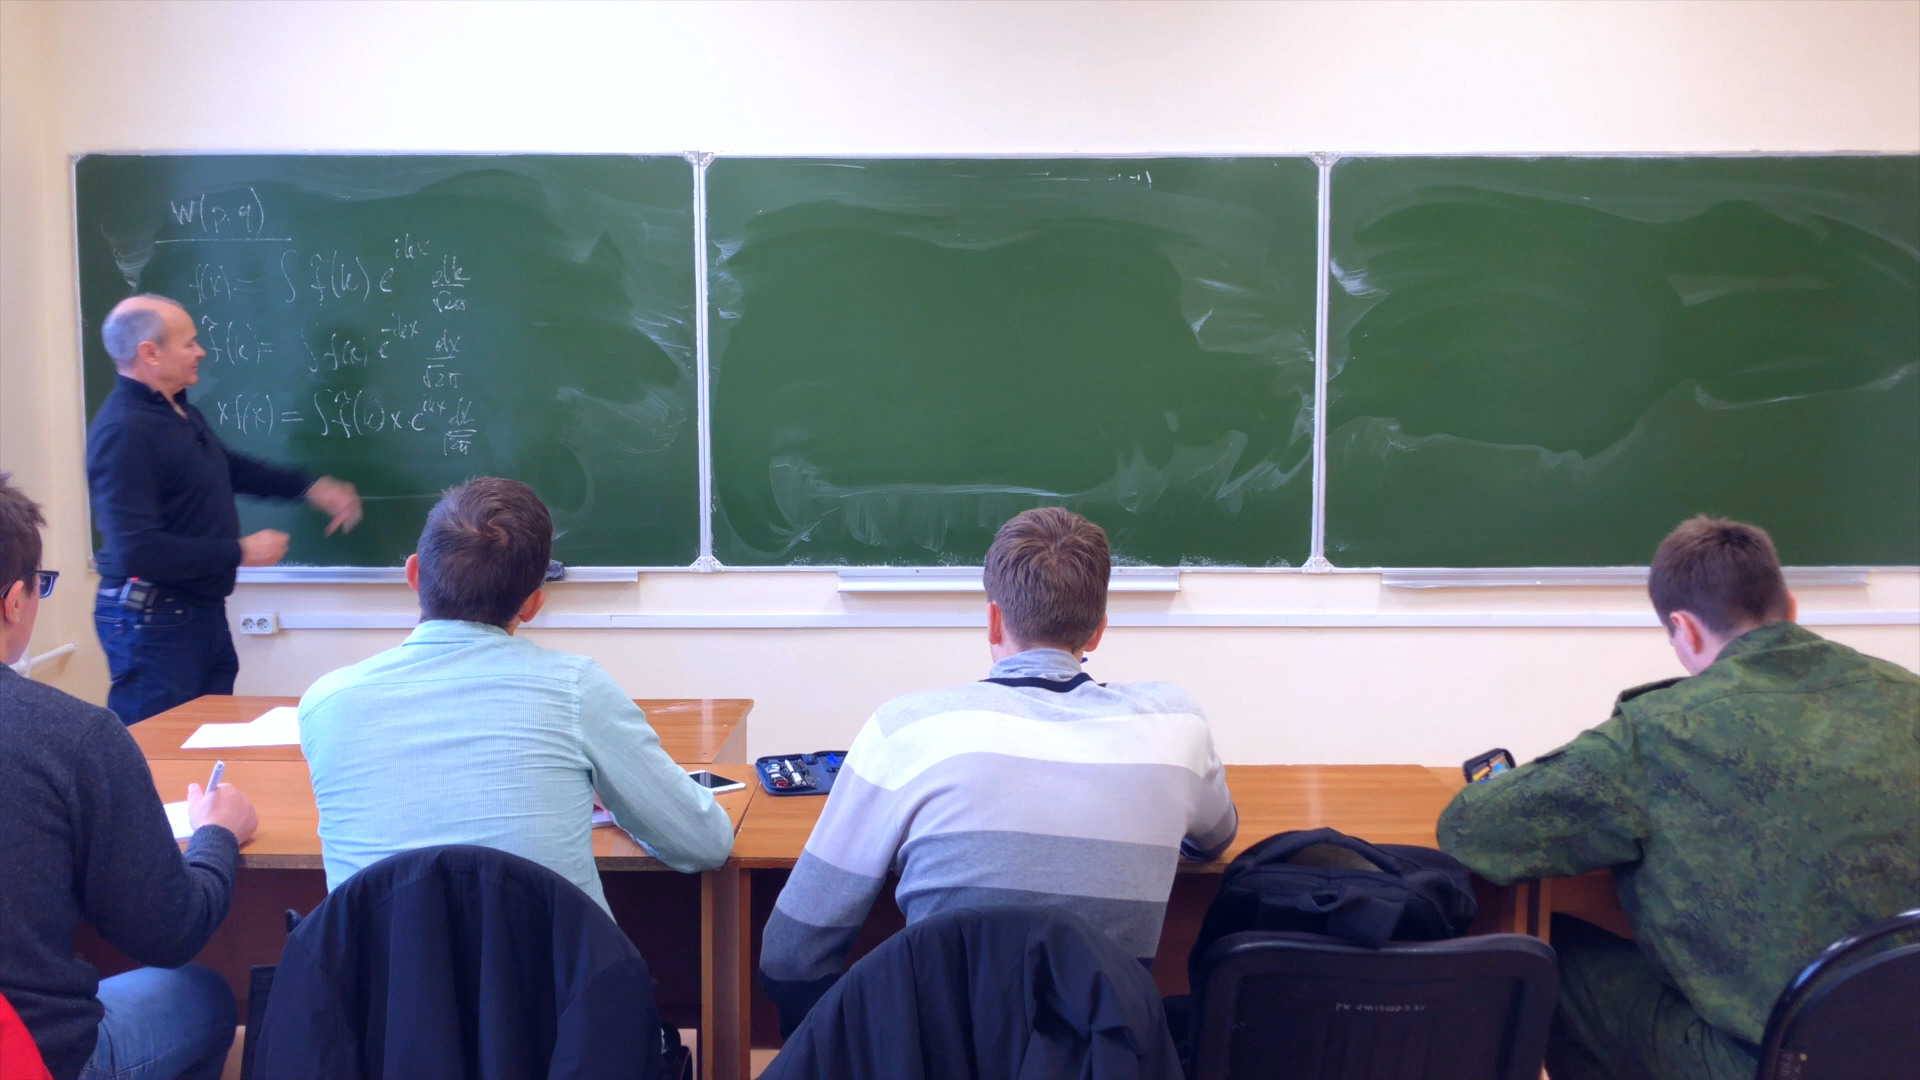 W(p,q)
f(x) = ∫ f̃(k) e^{ikx} dk/√2π
f̃(k) = ∫ f(x) e^{-ikx} dx/√2π
x f(x) = ∫ f̃(k) x · e^{ikx} dk/√2π